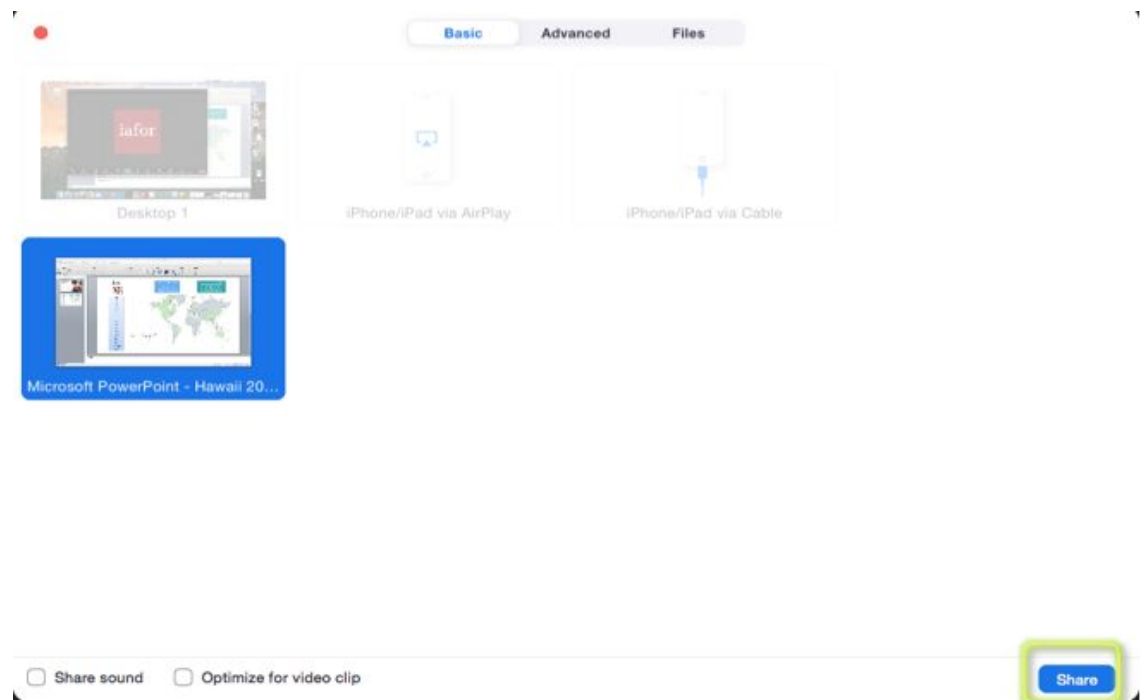 Basic Advanced Files
iafor
Desktop 1 iPhone/iPad via AirPlay iPhone/iPad via Cable
Microsoft PowerPoint - Hawaii 20...
Share sound Optimize for video clip Share